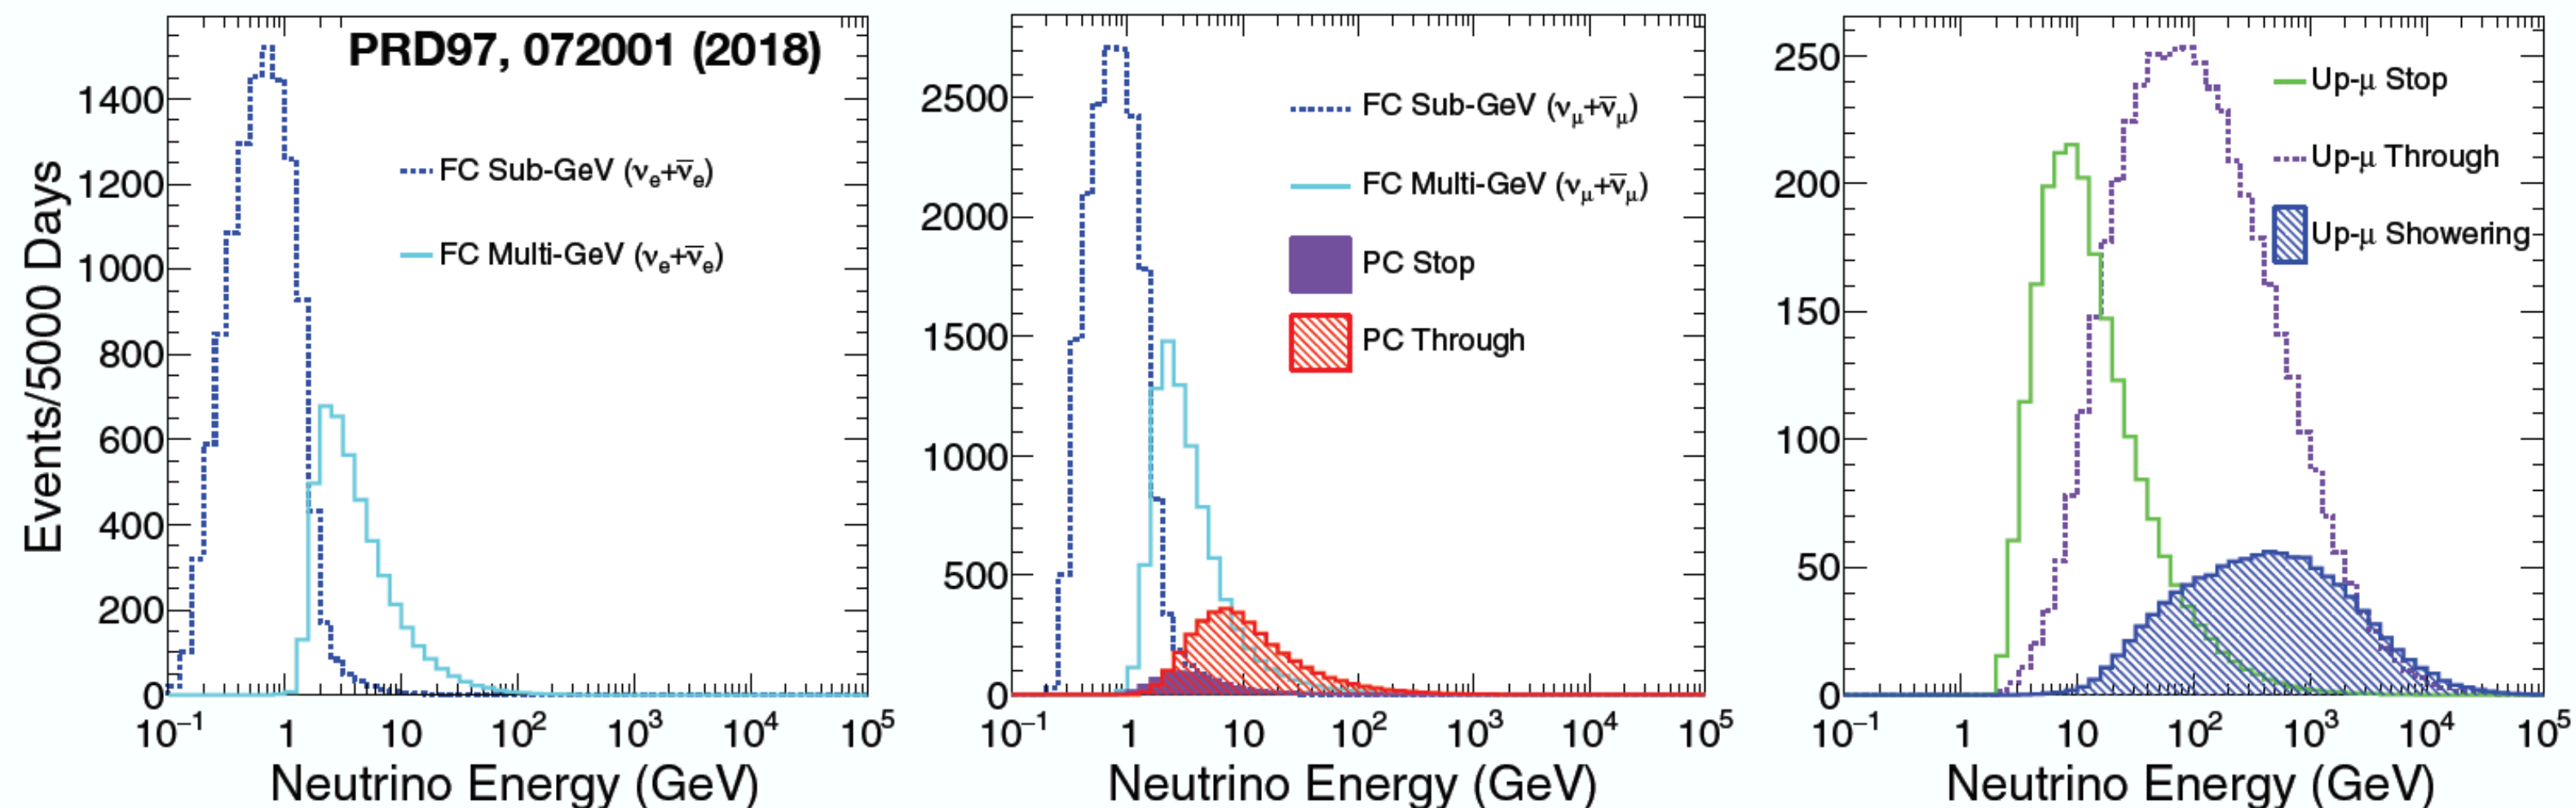 PRD97, 072001 (2018)
Events/5000 Days
1400
1200
1000
800
600
400
200
0
FC Sub-GeV (νe+ν̅e)
FC Multi-GeV (νe+ν̅e)
10⁻¹ 1 10 10² 10³ 10⁴ 10⁵
Neutrino Energy (GeV)
2500
2000
1500
1000
500
0
FC Sub-GeV (νμ+ν̅μ)
FC Multi-GeV (νμ+ν̅μ)
PC Stop
PC Through
10⁻¹ 1 10 10² 10³ 10⁴ 10⁵
Neutrino Energy (GeV)
250
200
150
100
50
0
Up-μ Stop
Up-μ Through
Up-μ Showering
10⁻¹ 1 10 10² 10³ 10⁴ 10⁵
Neutrino Energy (GeV)